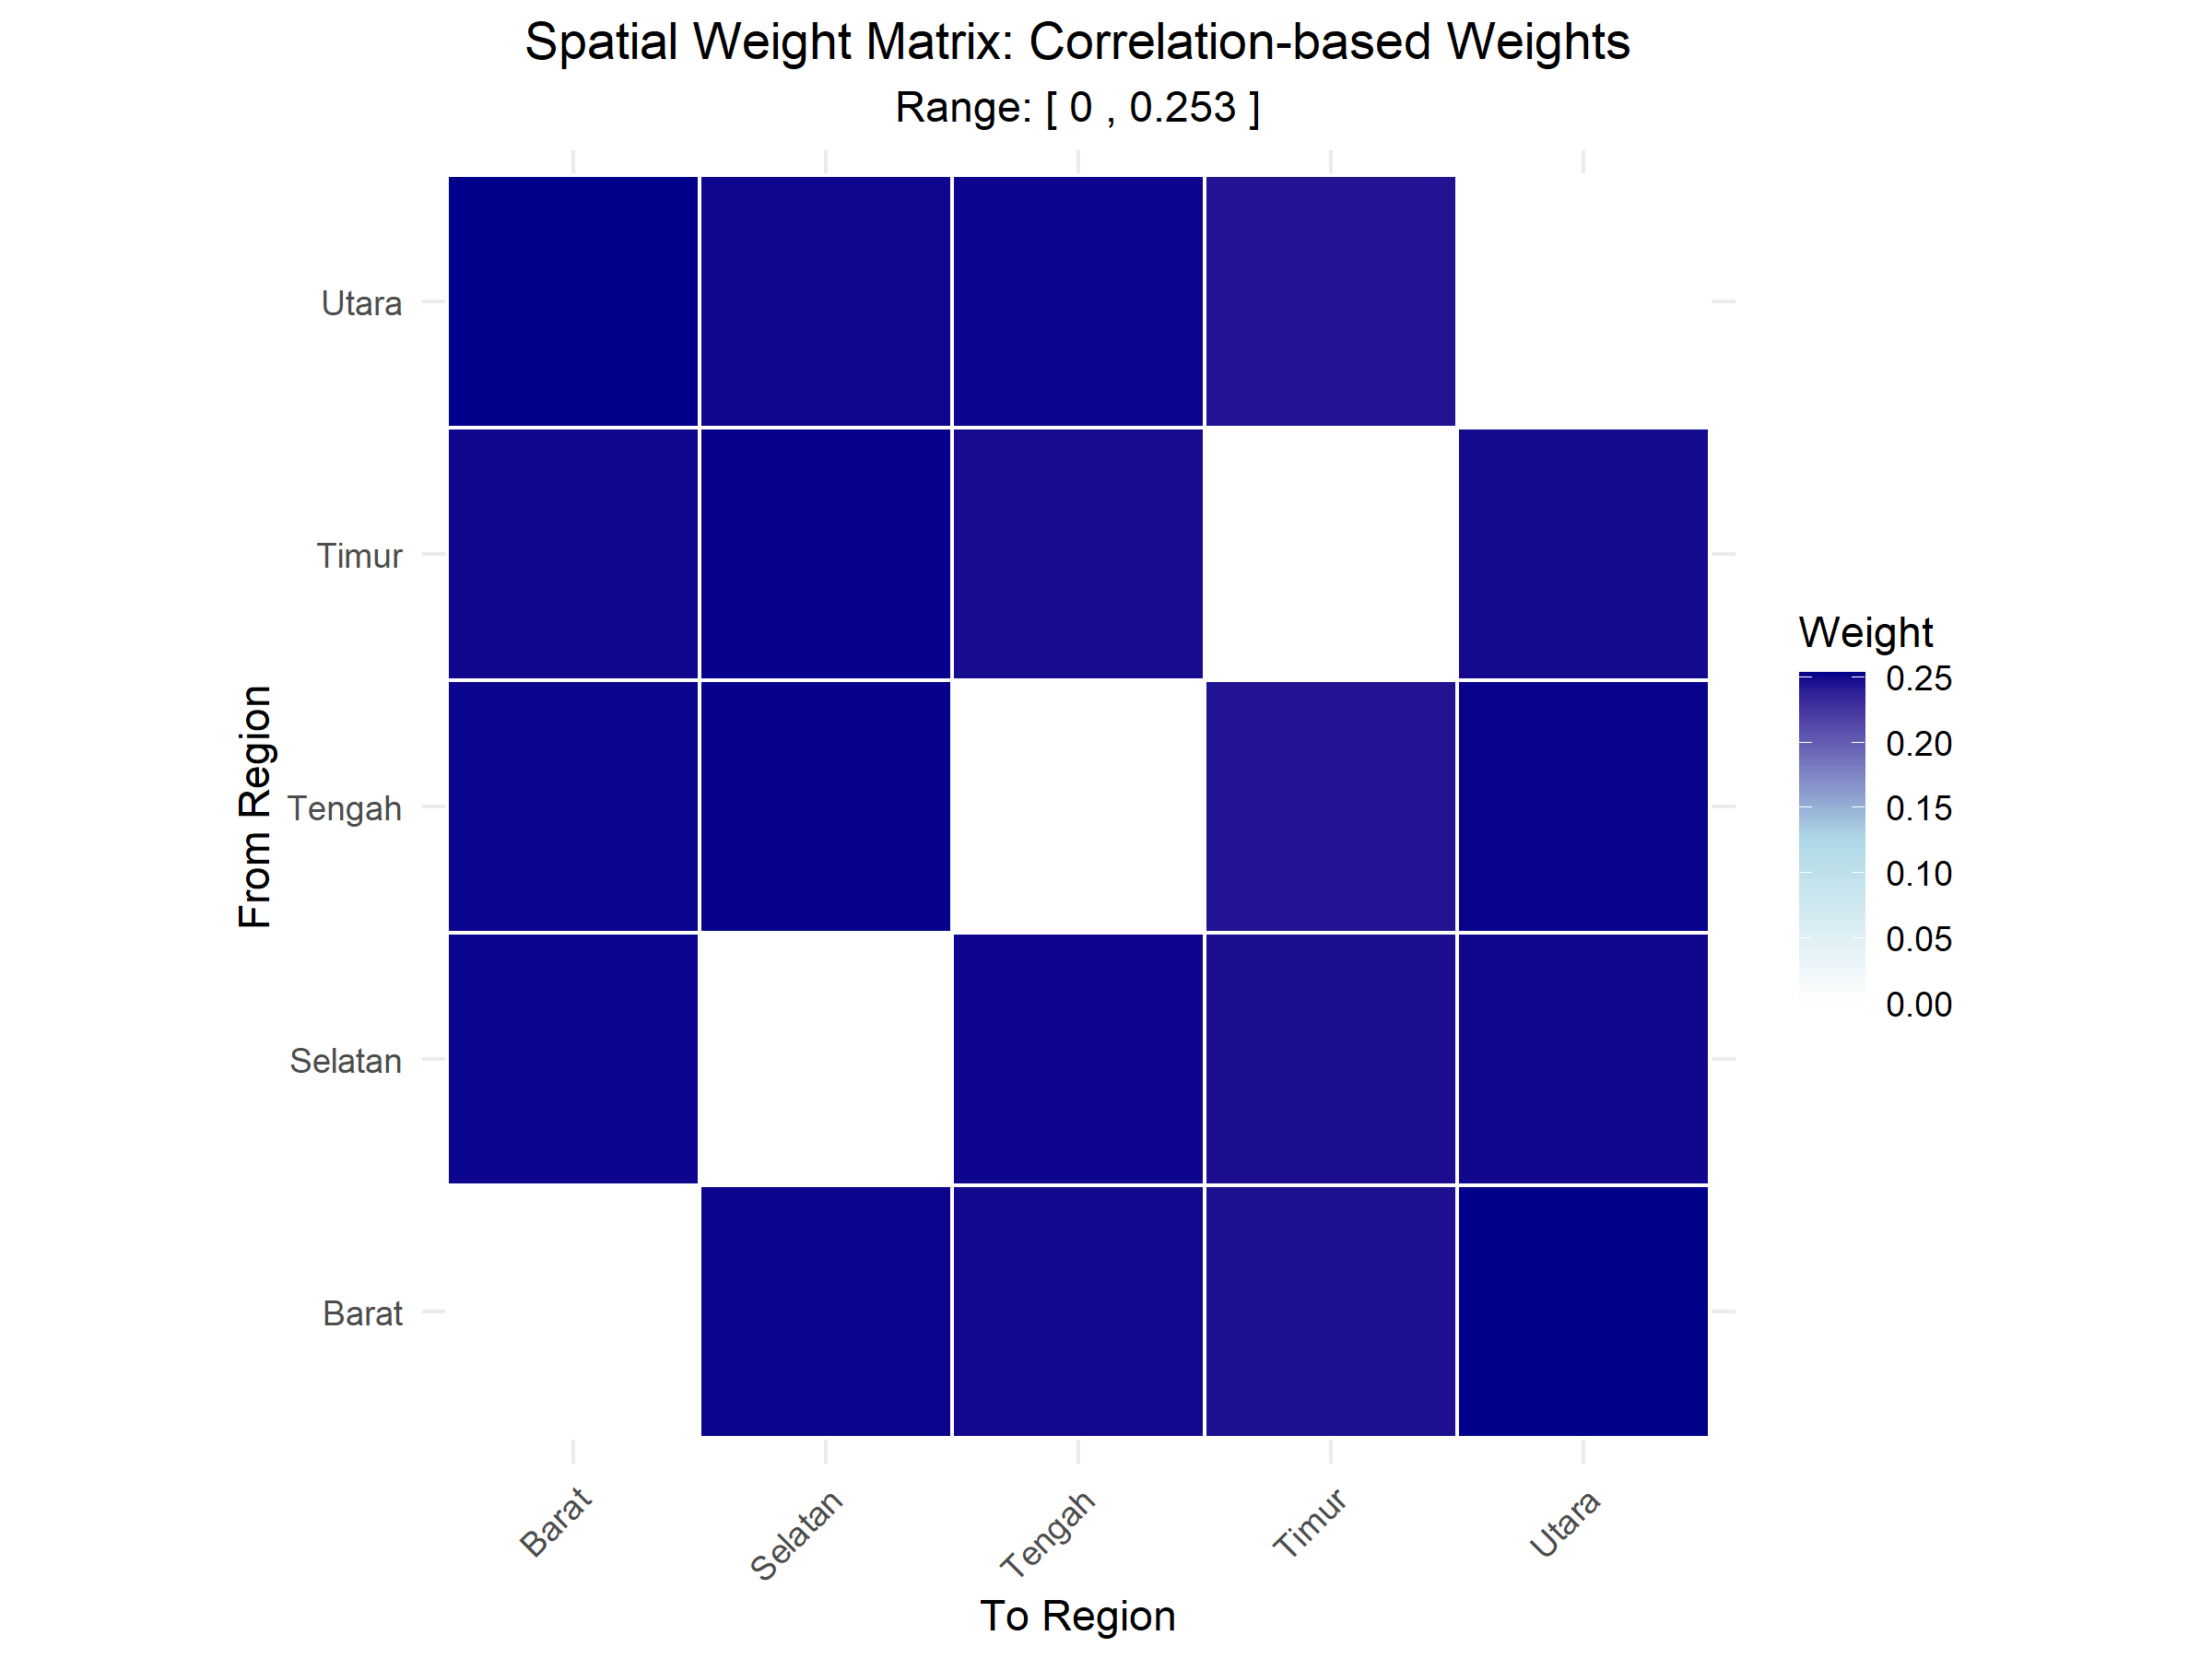 Spatial Weight Matrix: Correlation-based Weights
Range: [ 0 , 0.253 ]
From Region
Utara
Timur
Tengah
Selatan
Barat
Barat
Selatan
Tengah
Timur
Utara
To Region
Weight
0.25
0.20
0.15
0.10
0.05
0.00